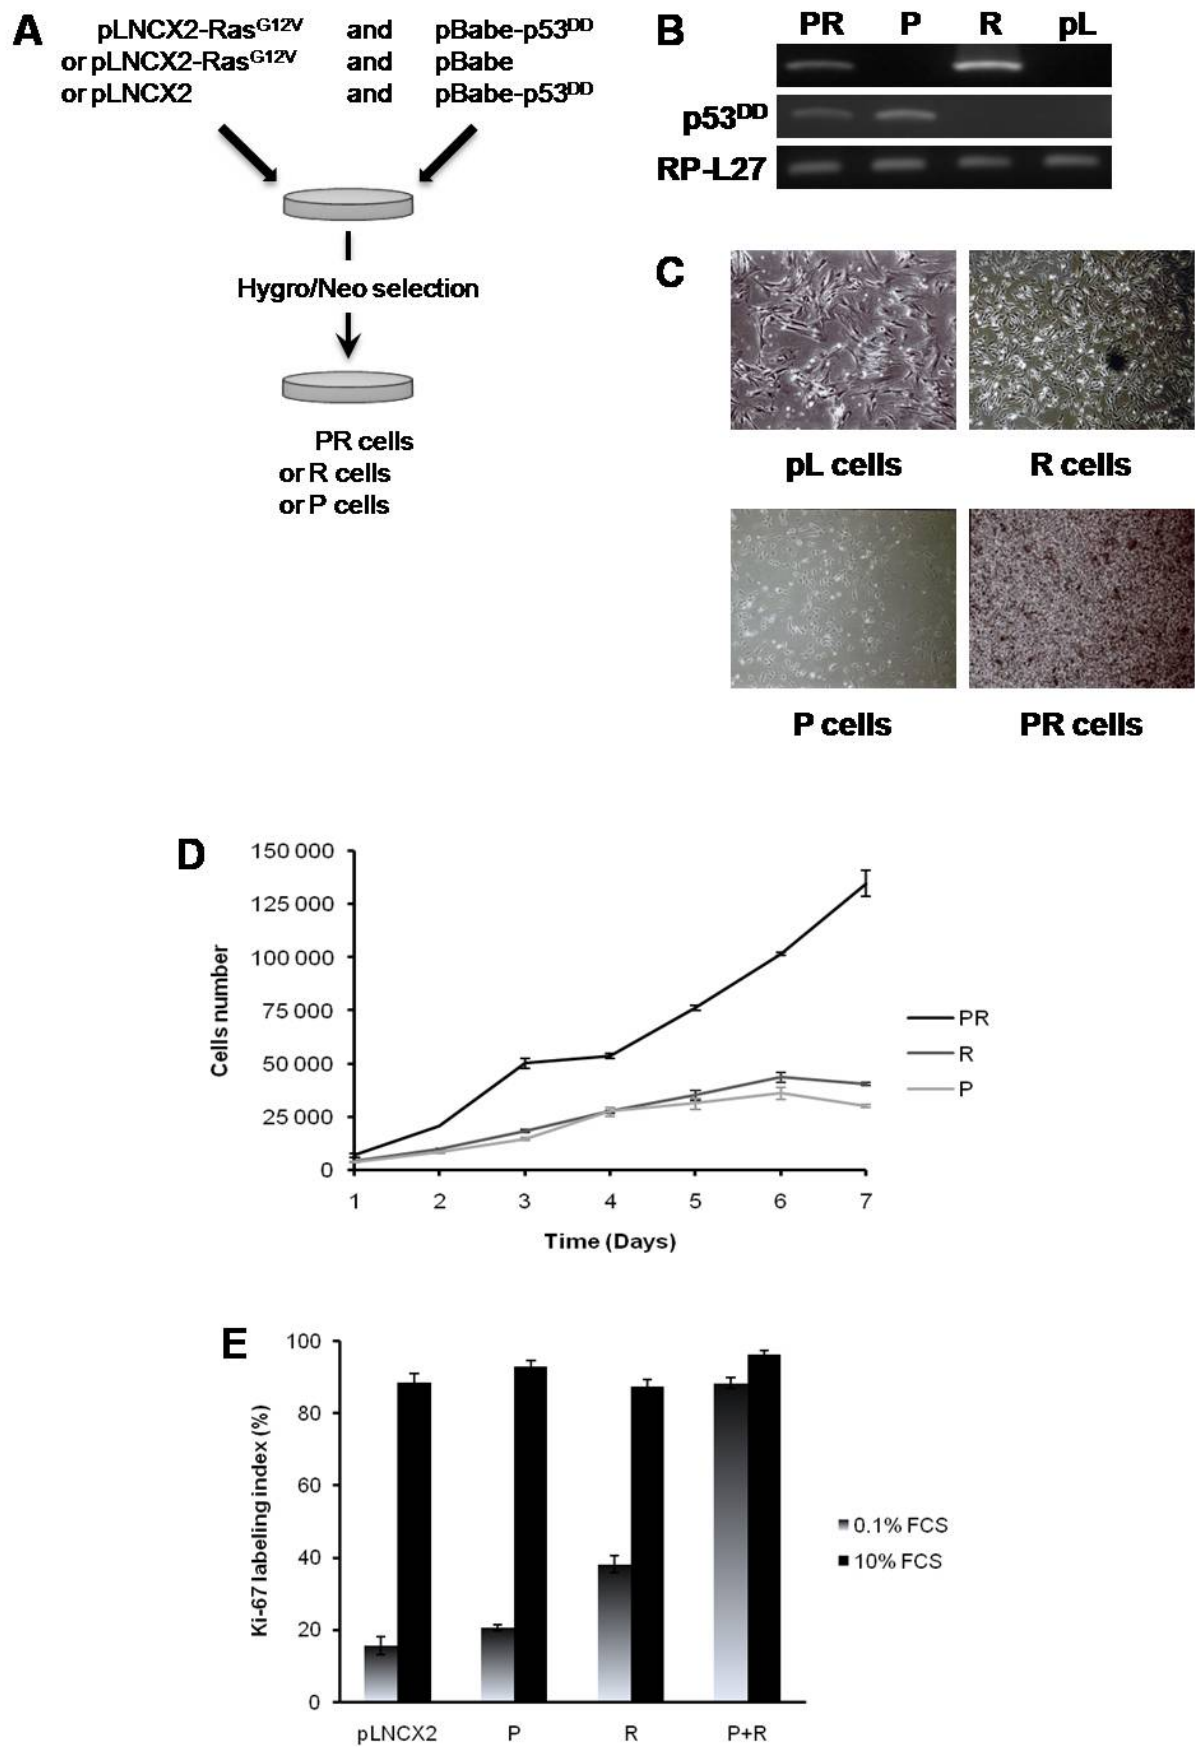 A
pLNCX2-RasG12V and pBabe-p53DD
or pLNCX2-RasG12V and pBabe
or pLNCX2 and pBabe-p53DD
Hygro/Neo selection
PR cells
or R cells
or P cells
B
PR P R pL
p53DD
RP-L27
C
pL cells
R cells
P cells
PR cells
D
150 000
125 000
100 000
75 000
50 000
25 000
0
Cells number
1 2 3 4 5 6 7
Time (Days)
PR
R
P
E
100
80
60
40
20
0
Ki-67 labeling index (%)
pLNCX2 P R P+R
0.1% FCS
10% FCS